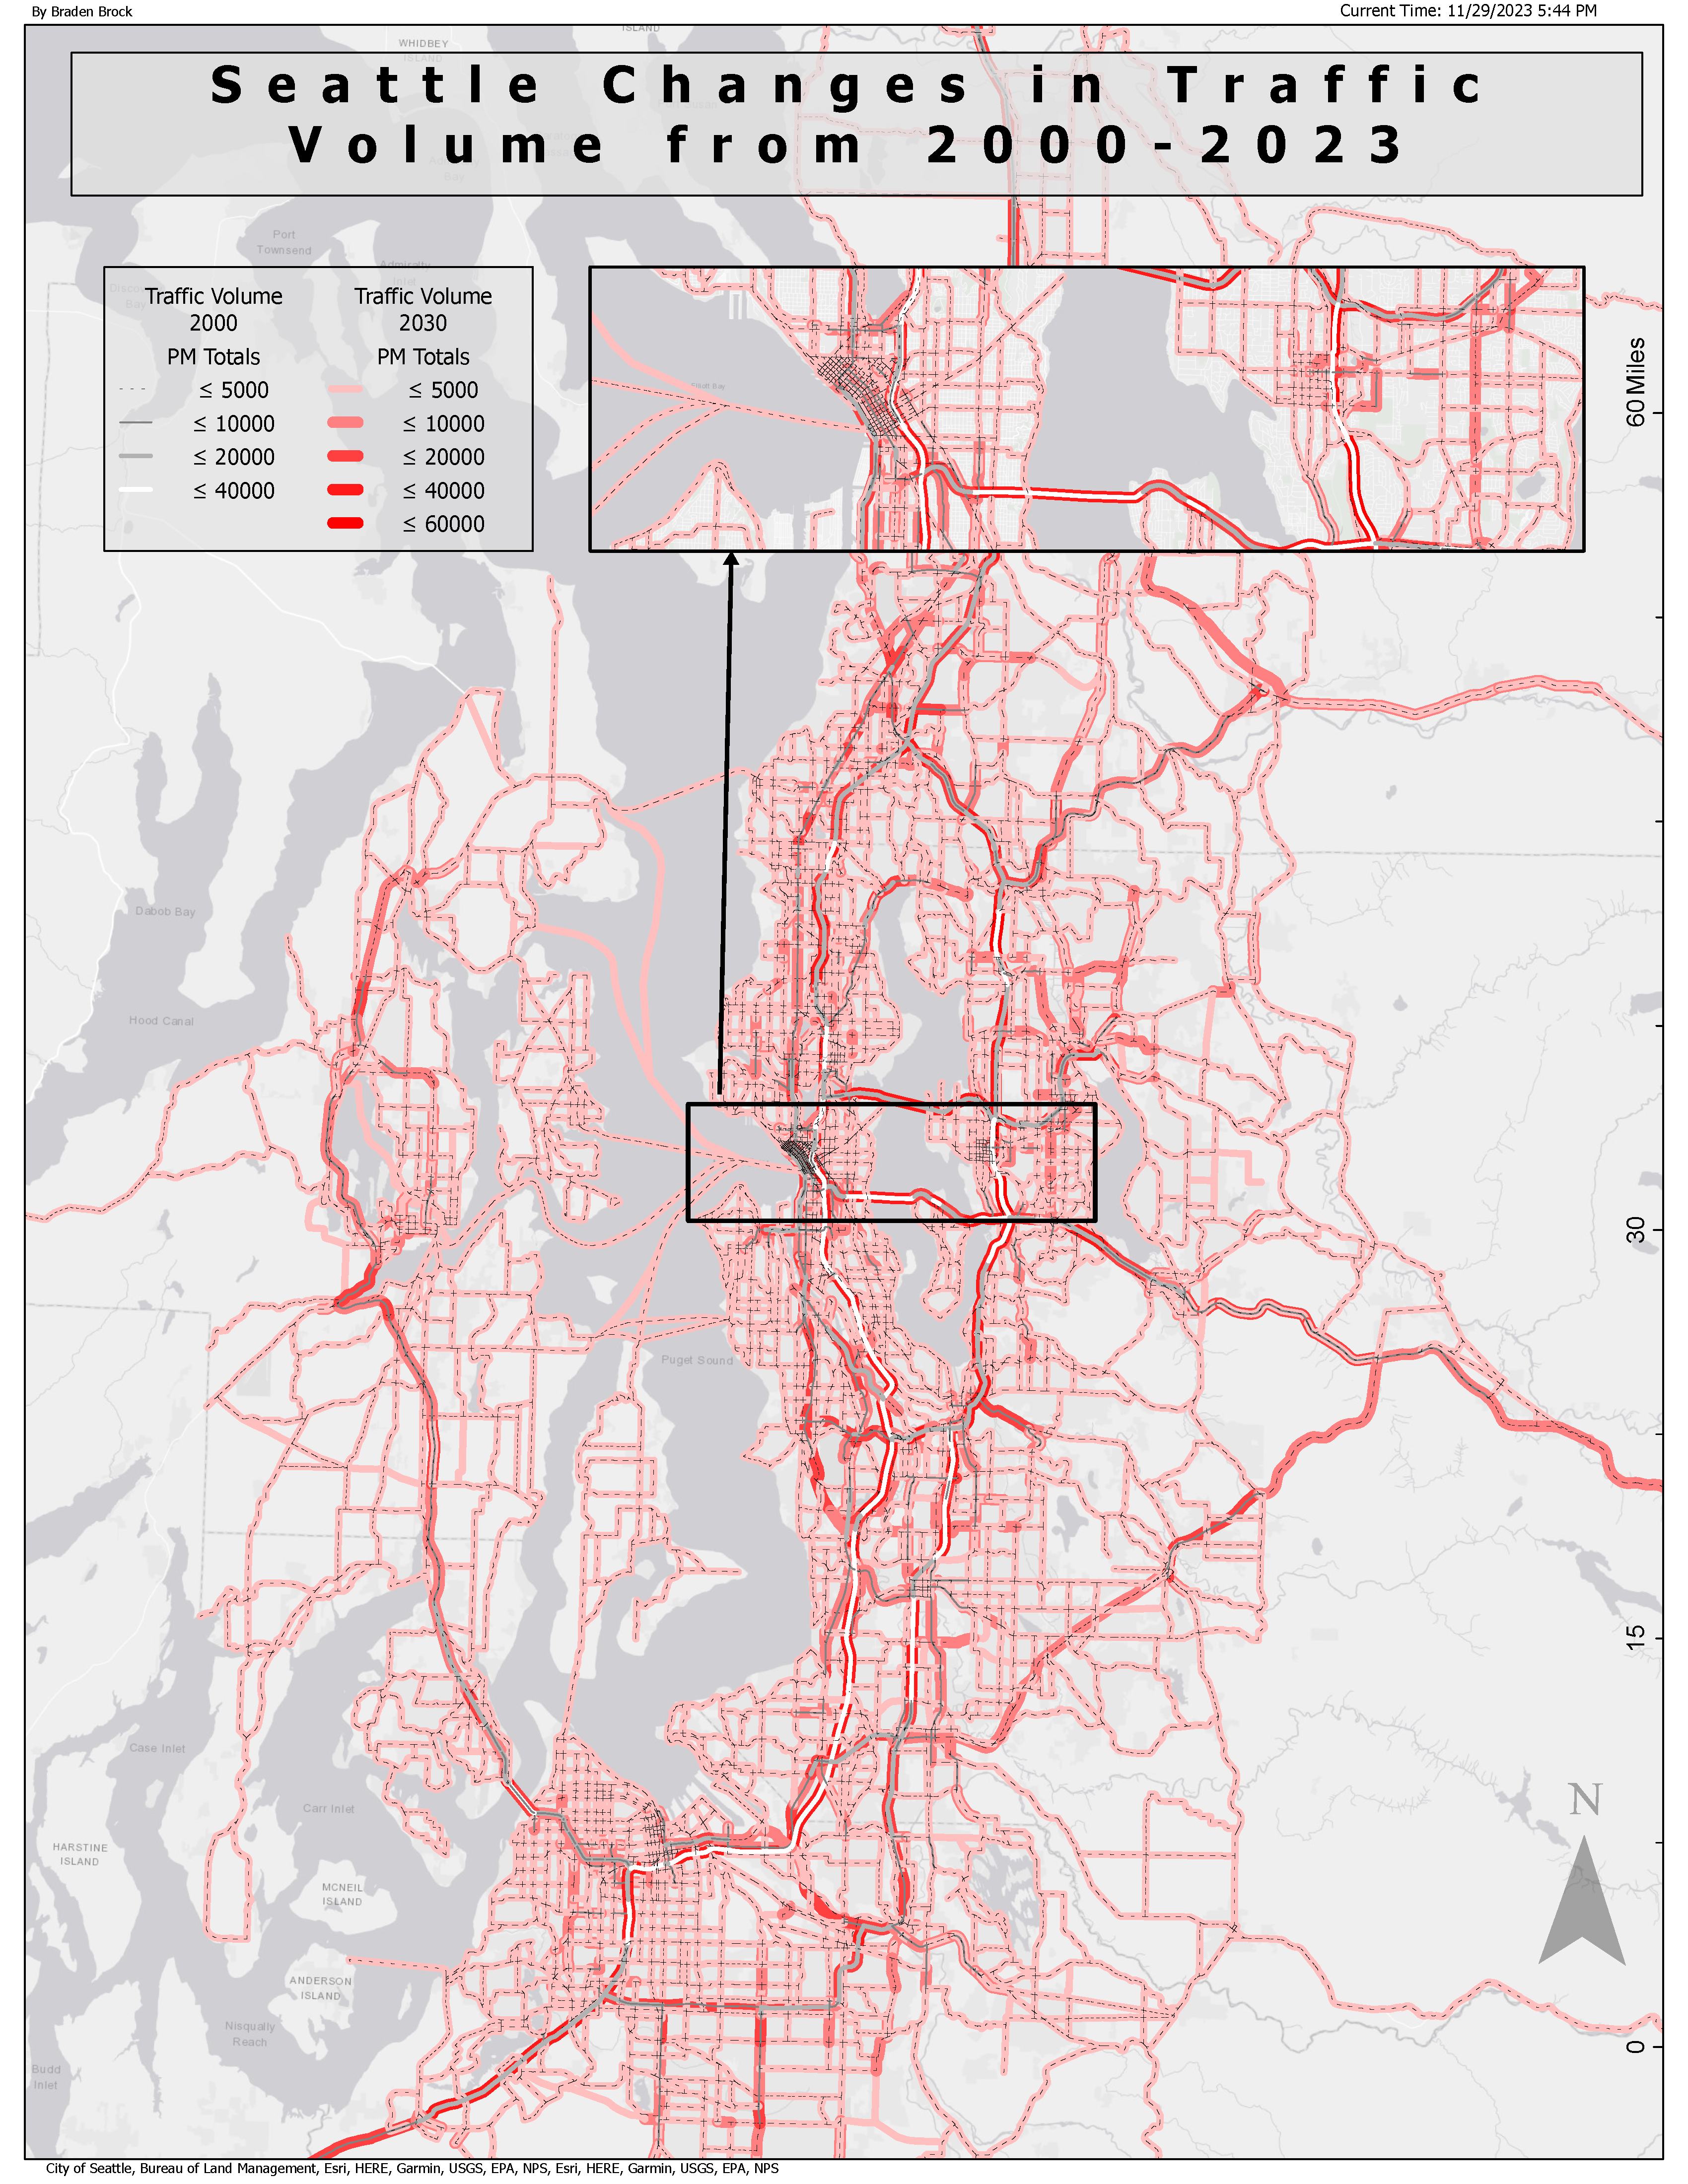 By Braden Brock
Current Time: 11/29/2023 5:44 PM
ISLAND
WHIDBEY
ISLAND
Seattle Changes in Traffic
Volume from 2000-2023
Port
Townsend
Admiralty
Traffic Volume
2000
PM Totals
≤ 5000
≤ 10000
≤ 20000
≤ 40000
Traffic Volume
2030
PM Totals
≤ 5000
≤ 10000
≤ 20000
≤ 40000
≤ 60000
Elliott Bay
60 Miles
30
15
0
Dabob Bay
Hood Canal
Puget Sound
Case Inlet
Carr Inlet
HARSTINE
ISLAND
MCNEIL
ISLAND
ANDERSON
ISLAND
Nisqually
Reach
Budd
Inlet
N
City of Seattle, Bureau of Land Management, Esri, HERE, Garmin, USGS, EPA, NPS, Esri, HERE, Garmin, USGS, EPA, NPS